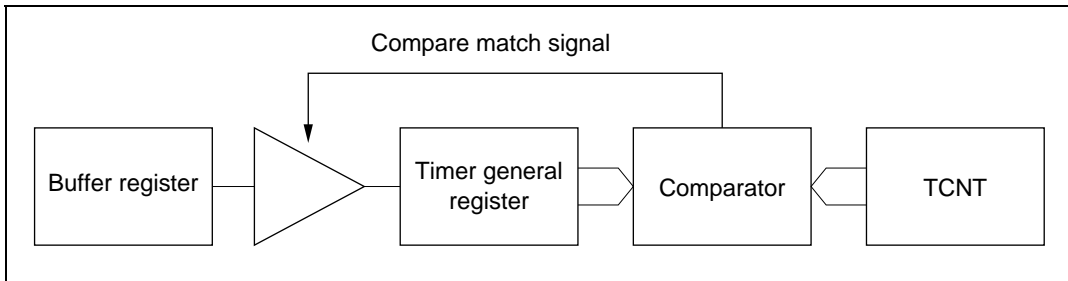 Compare match signal
Buffer register
Timer general
register
Comparator
TCNT